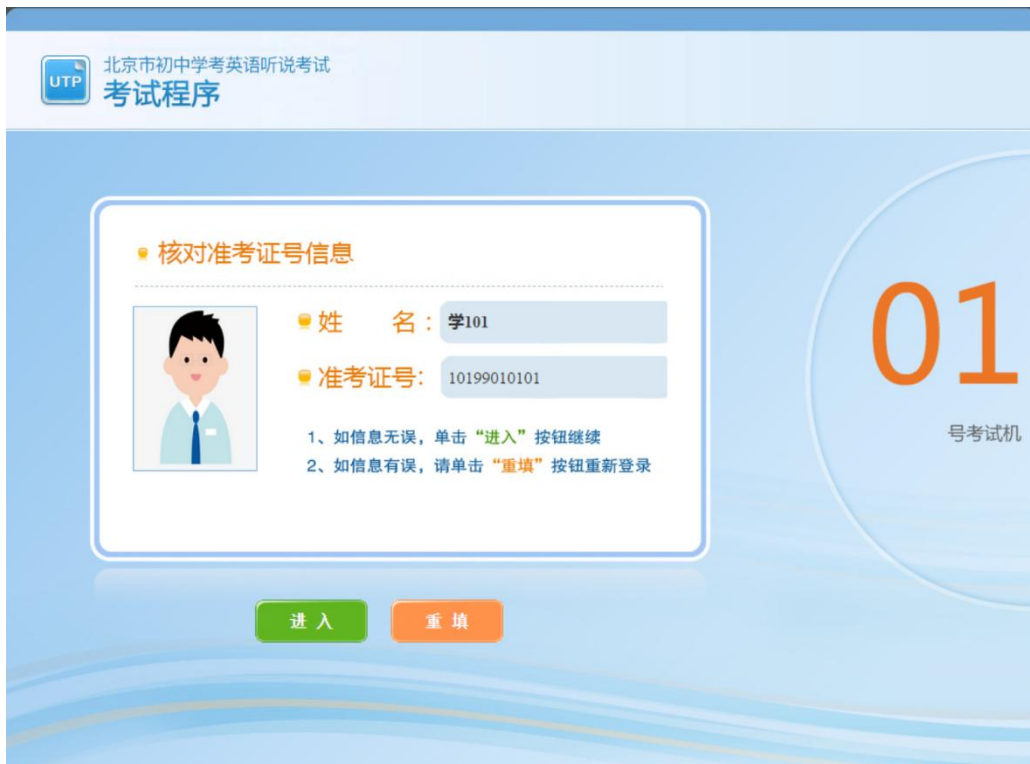 UTP
北京市初中学考英语听说考试
考试程序
核对准考证号信息
姓 名：学101
准考证号：10199010101
1、如信息无误，单击“进入”按钮继续
2、如信息有误，请单击“重填”按钮重新登录
进 入
重 填
01
号考试机